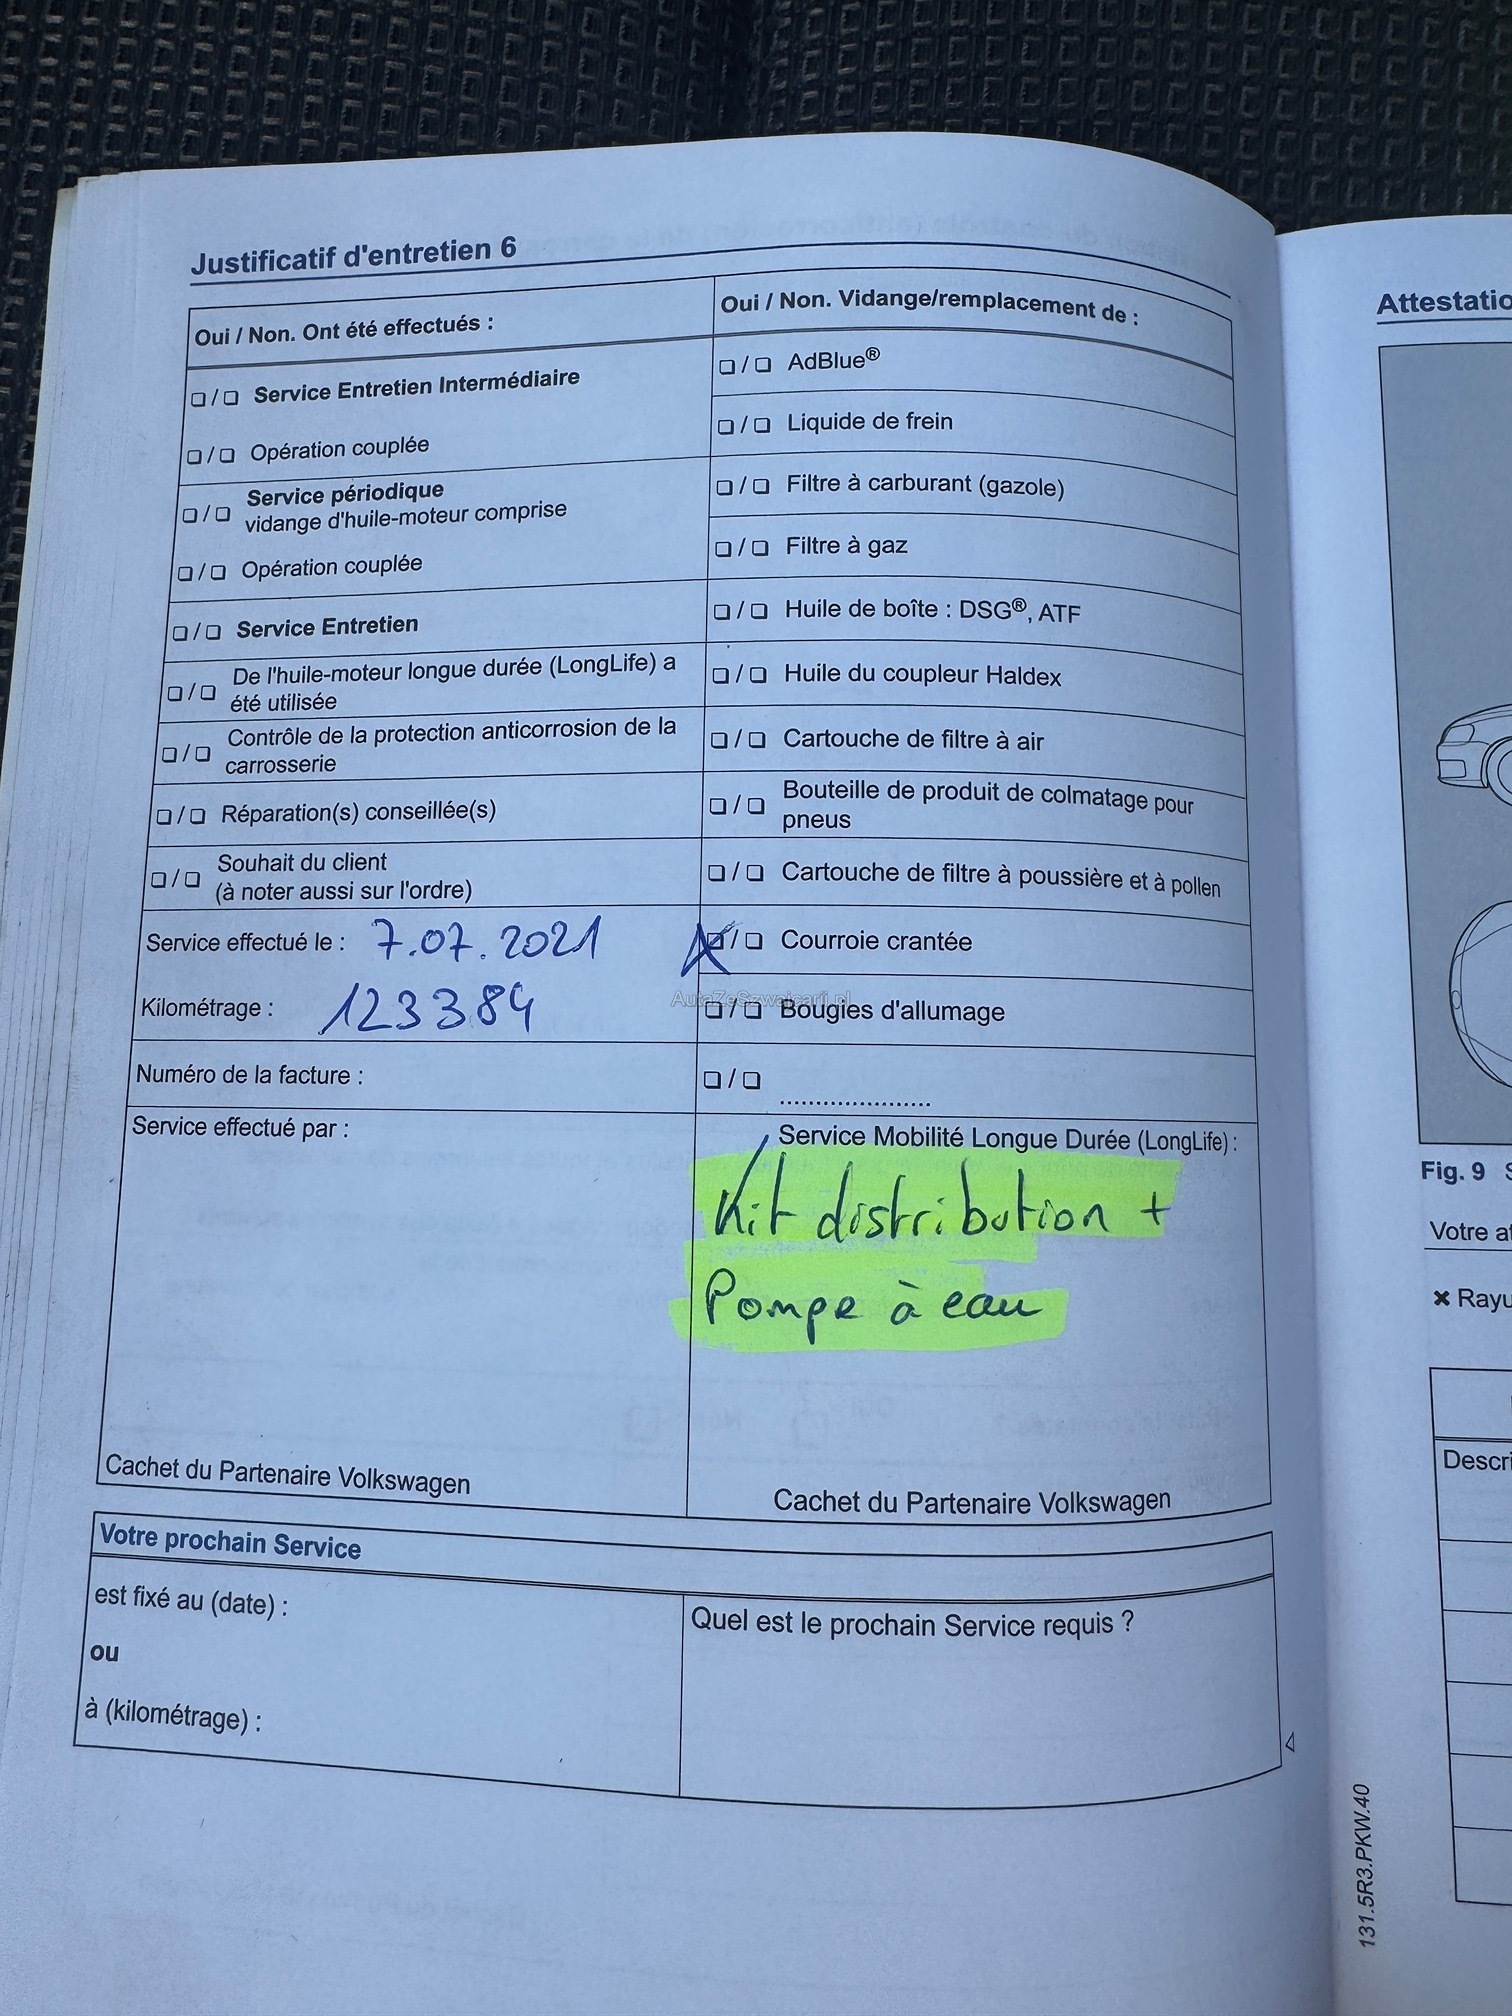 Justificatif d'entretien 6
Oui / Non. Ont été effectués :
❏ / ❏ Service Entretien Intermédiaire
❏ / ❏ Opération couplée
❏ / ❏ Service périodique
vidange d'huile-moteur comprise
❏ / ❏ Opération couplée
❏ / ❏ Service Entretien
❏ / ❏ De l'huile-moteur longue durée (LongLife) a
été utilisée
❏ / ❏ Contrôle de la protection anticorrosion de la
carrosserie
❏ / ❏ Réparation(s) conseillée(s)
❏ / ❏ Souhait du client
(à noter aussi sur l'ordre)
Service effectué le : 7.07.2021
Kilométrage : 123384
Numéro de la facture :
Service effectué par :
Cachet du Partenaire Volkswagen
Oui / Non. Vidange/remplacement de :
❏ / ❏ AdBlue®
❏ / ❏ Liquide de frein
❏ / ❏ Filtre à carburant (gazole)
❏ / ❏ Filtre à gaz
❏ / ❏ Huile de boîte : DSG®, ATF
❏ / ❏ Huile du coupleur Haldex
❏ / ❏ Cartouche de filtre à air
❏ / ❏ Bouteille de produit de colmatage pour
pneus
❏ / ❏ Cartouche de filtre à poussière et à pollen
☒ / ❏ Courroie crantée
AutaZeSzwajcarii.pl
❏ / ❏ Bougies d'allumage
❏ / ❏ .....................
Service Mobilité Longue Durée (LongLife) :
Kit distribution +
Pompe à eau
Cachet du Partenaire Volkswagen
Votre prochain Service
est fixé au (date) :
ou
à (kilométrage) :
Quel est le prochain Service requis ?
131.5R3.PKW.40
Fig. 9
Votre
✖